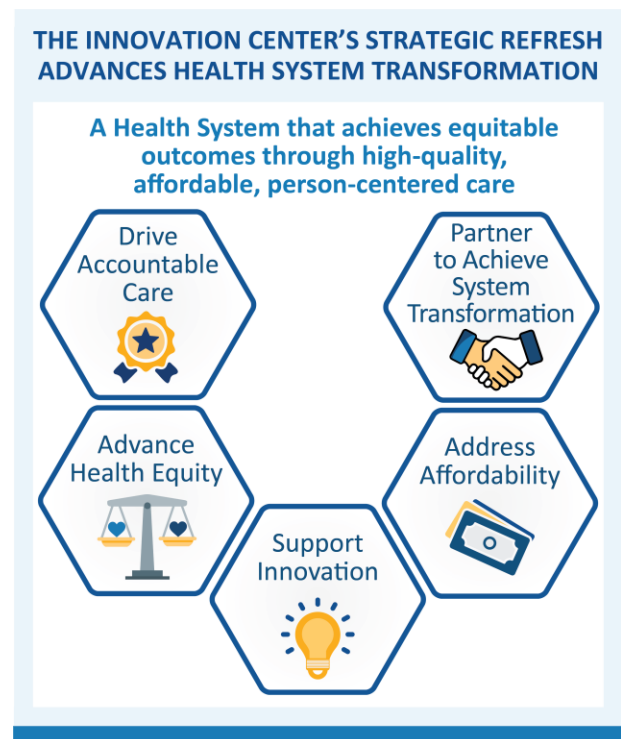 THE INNOVATION CENTER'S STRATEGIC REFRESH
ADVANCES HEALTH SYSTEM TRANSFORMATION
A Health System that achieves equitable
outcomes through high-quality,
affordable, person-centered care
Drive
Accountable
Care
Partner
to Achieve
System
Transformation
Advance
Health Equity
Address
Affordability
Support
Innovation